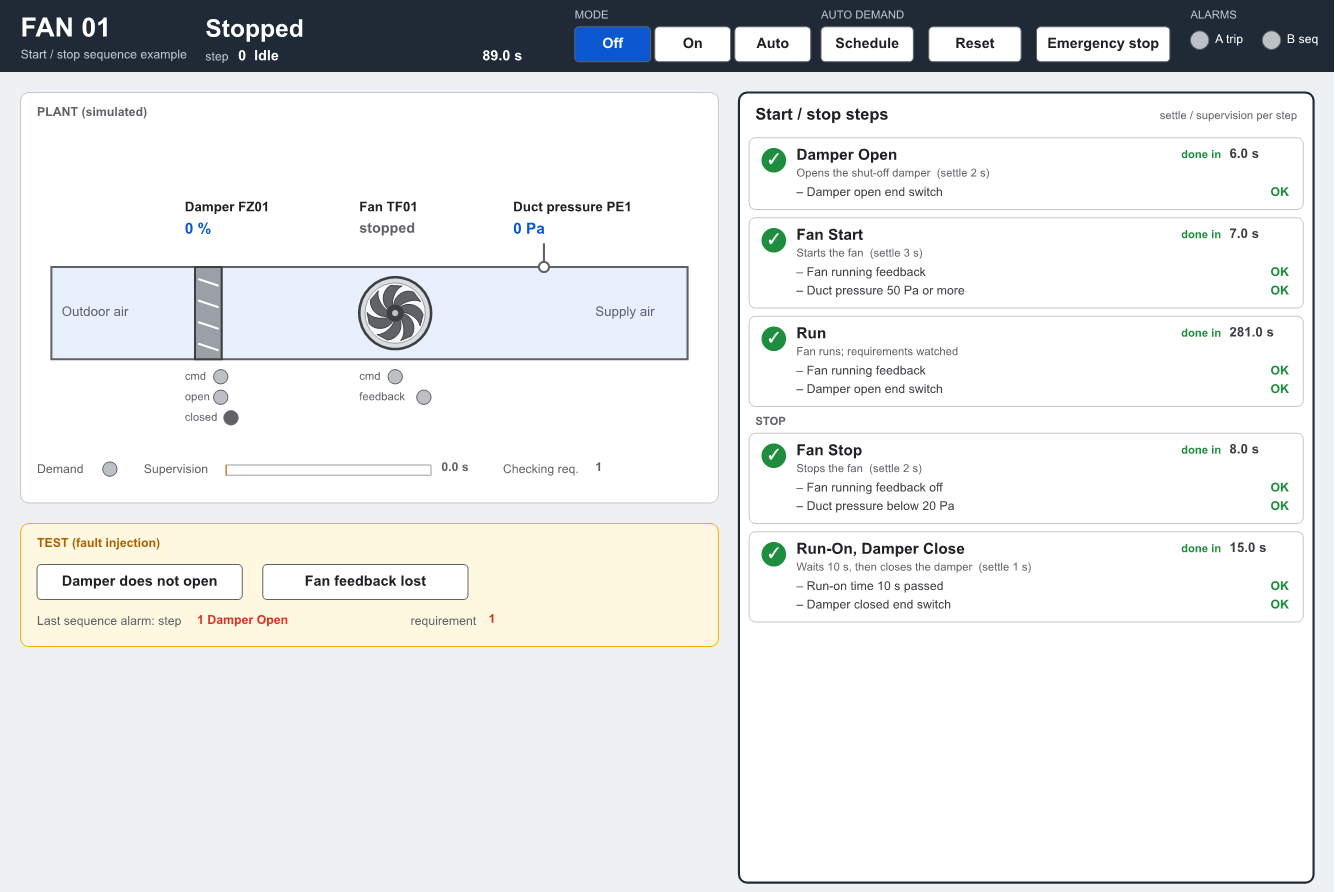 FAN 01
Start / stop sequence example
Stopped
step 0 Idle
89.0 s
MODE
Off
On
Auto
AUTO DEMAND
Schedule
Reset
Emergency stop
ALARMS
A trip
B seq
PLANT (simulated)
Damper FZ01
0 %
Fan TF01
stopped
Duct pressure PE1
0 Pa
Outdoor air
Supply air
cmd
open
closed
cmd
feedback
Demand
Supervision
0.0 s
Checking req. 1
TEST (fault injection)
Damper does not open
Fan feedback lost
Last sequence alarm: step 1 Damper Open
requirement 1
Start / stop steps
settle / supervision per step
Damper Open
done in 6.0 s
Opens the shut-off damper (settle 2 s)
– Damper open end switch OK
Fan Start
done in 7.0 s
Starts the fan (settle 3 s)
– Fan running feedback OK
– Duct pressure 50 Pa or more OK
Run
done in 281.0 s
Fan runs; requirements watched
– Fan running feedback OK
– Damper open end switch OK
STOP
Fan Stop
done in 8.0 s
Stops the fan (settle 2 s)
– Fan running feedback off OK
– Duct pressure below 20 Pa OK
Run-On, Damper Close
done in 15.0 s
Waits 10 s, then closes the damper (settle 1 s)
– Run-on time 10 s passed OK
– Damper closed end switch OK